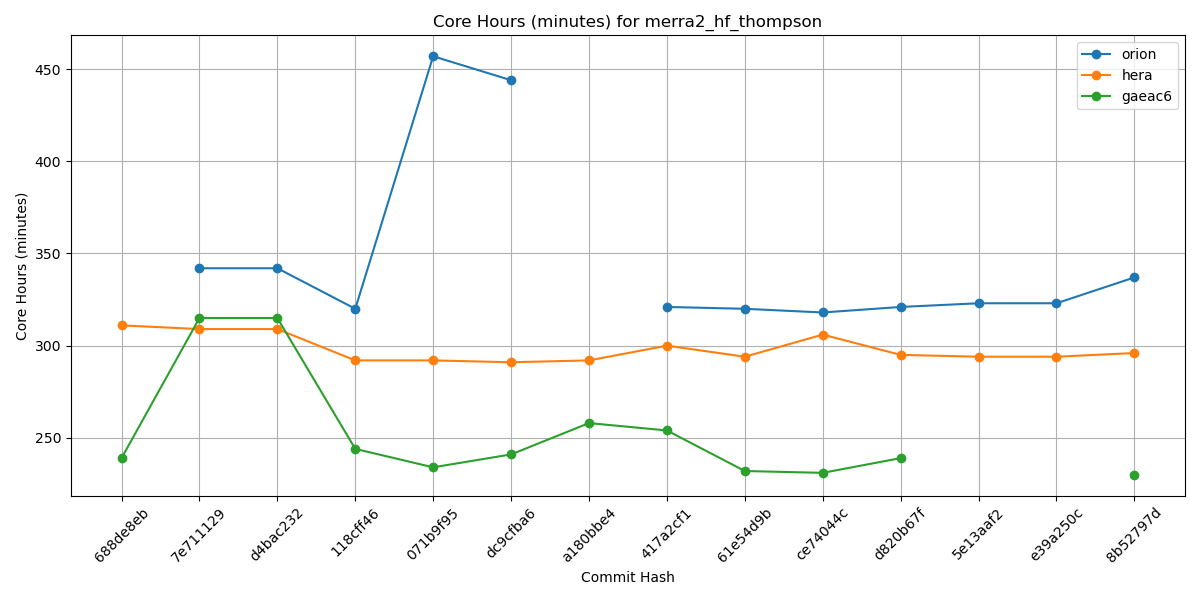 Core Hours (minutes) for merra2_hf_thompson
orion
hera
gaeac6
Core Hours (minutes)
450
400
350
300
250
688de8eb
7e711129
d4bac232
118cff46
071b9f95
dc9cfba6
a180bbe4
417a2cf1
61e54d9b
ce74044c
d820b67f
5e13aaf2
e39a250c
8b52797d
Commit Hash